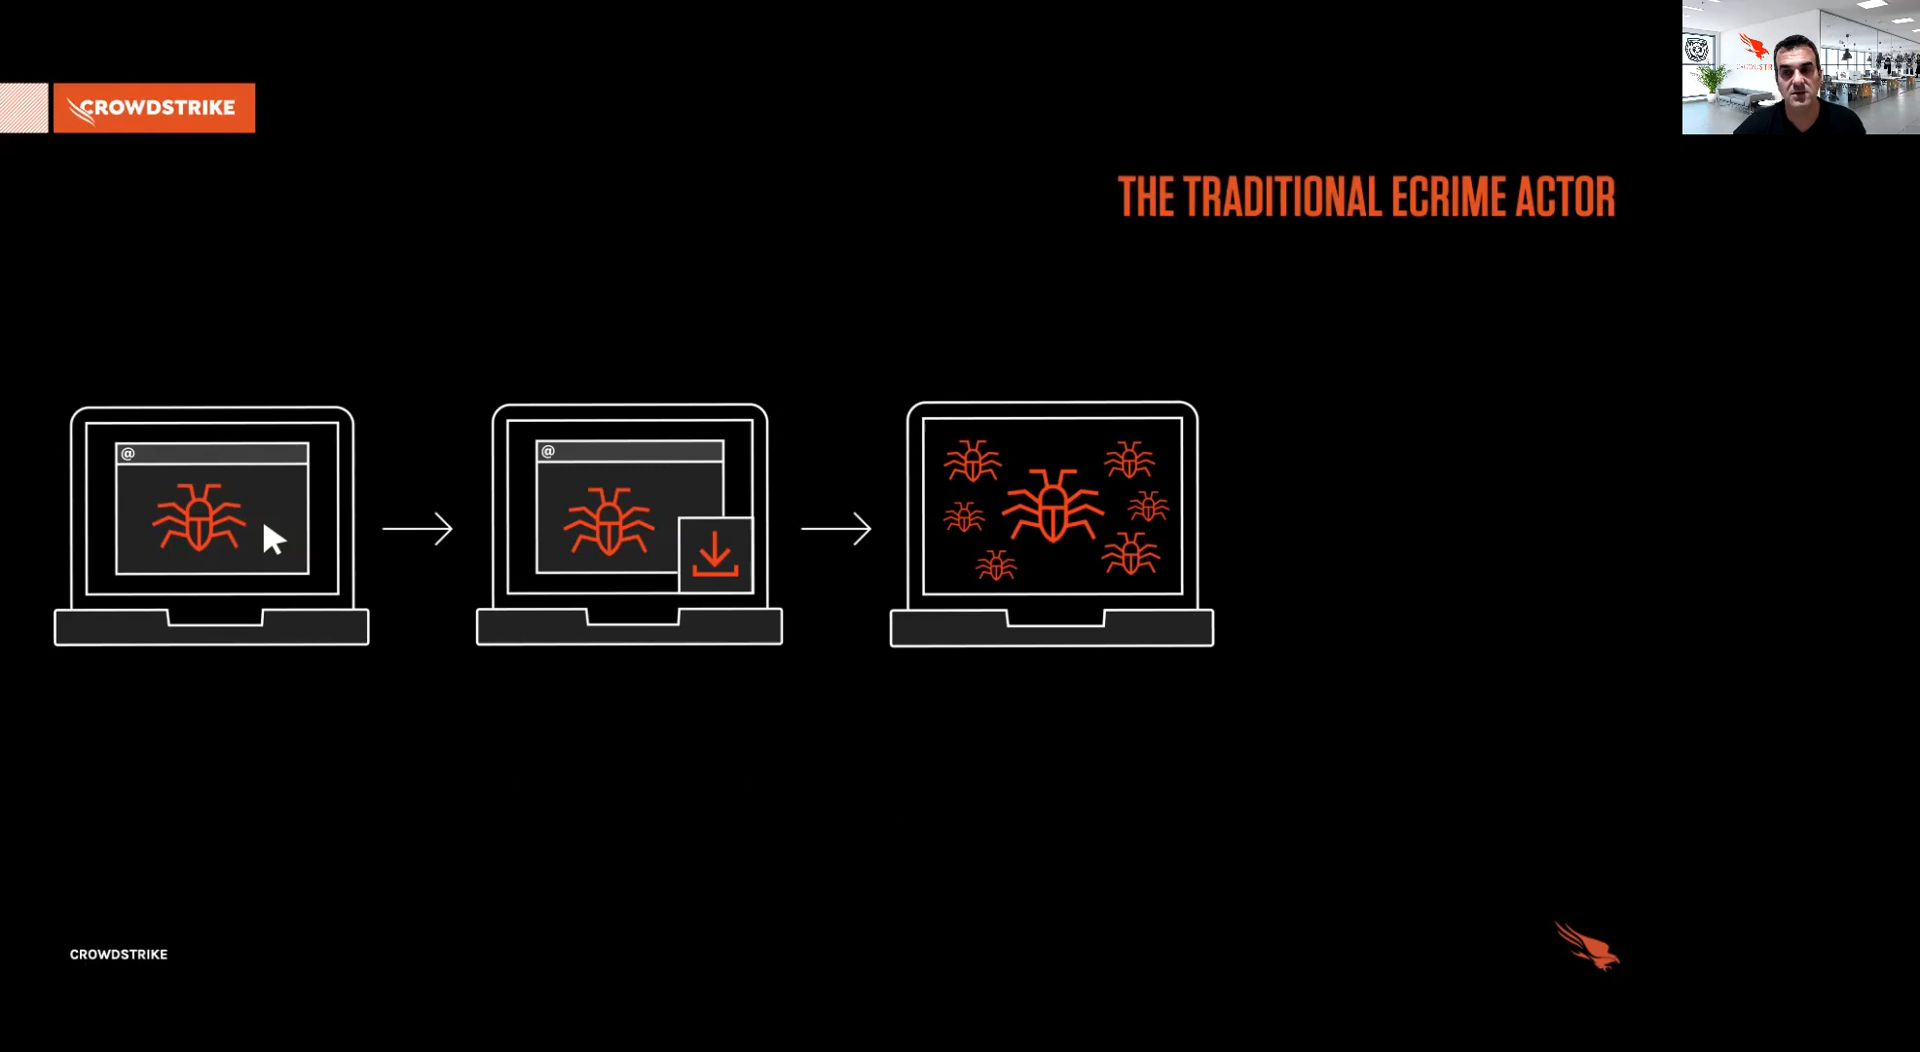 CROWDSTRIKE
THE TRADITIONAL ECRIME ACTOR
@
@
CROWDSTRIKE